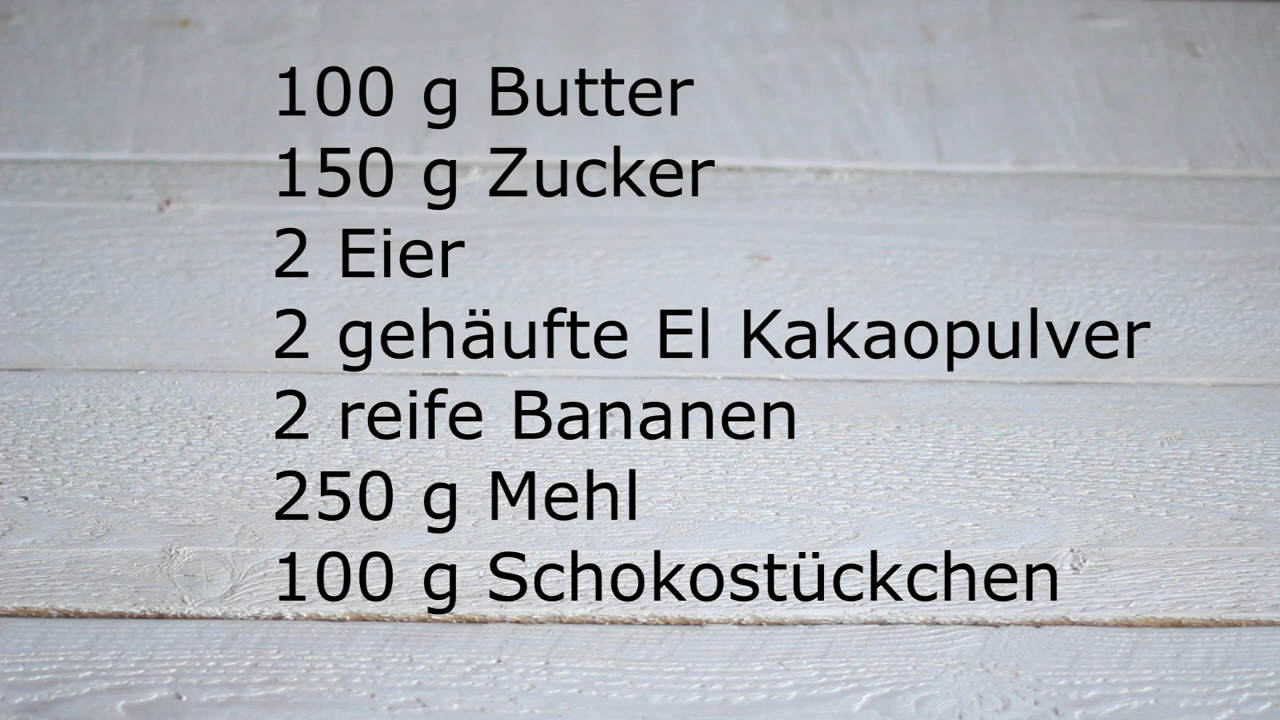 100 g Butter
150 g Zucker
2 Eier
2 gehäufte El Kakaopulver
2 reife Bananen
250 g Mehl
100 g Schokostückchen